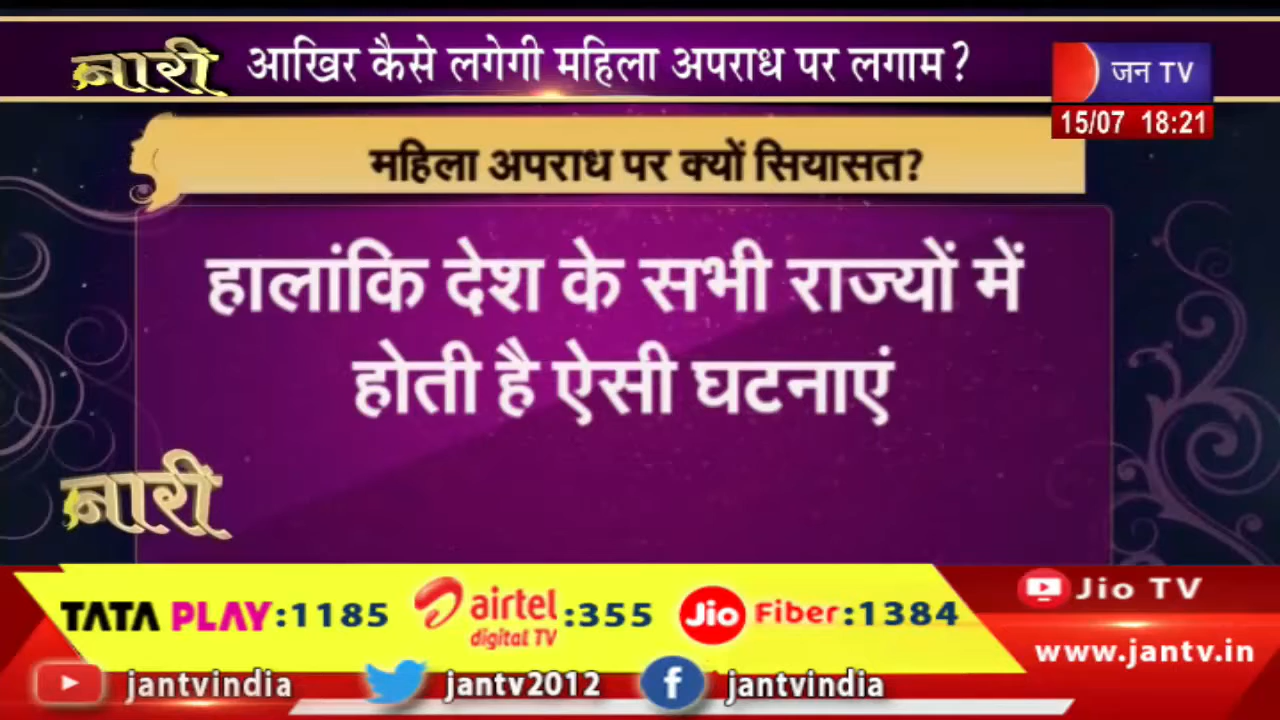 नारी आखिर कैसे लगेगी महिला अपराध पर लगाम?
जन TV
15/07 18:21
महिला अपराध पर क्यों सियासत?
हालांकि देश के सभी राज्यों में
होती है ऐसी घटनाएं
नारी
TATA PLAY:1185 airtel digital TV:355 Jio Fiber:1384
Jio TV
www.jantv.in
jantvindia jantv2012 jantvindia